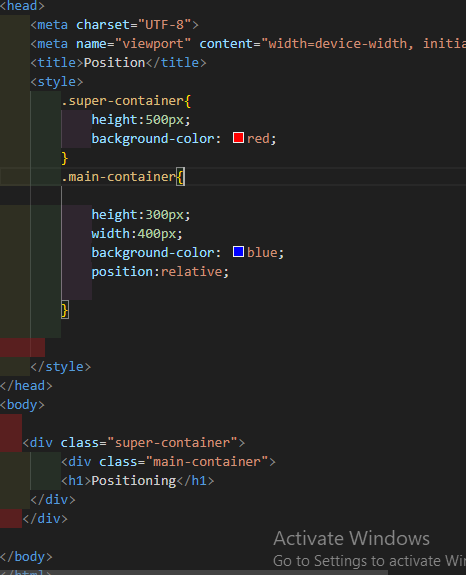 <head>
<meta charset="UTF-8">
<meta name="viewport" content="width=device-width,
<title>Position</title>
<style>
.super-container{
height:500px;
background-color: red;
}
.main-container{
height:300px;
width:400px;
background-color: blue;
position:relative;
}
</style>
</head>
<body>
<div class="super-container">
<div class="main-container">
<h1>Positioning</h1>
</div>
</div>
</body>
</html>
Activate Windows
Go to Settings to activate